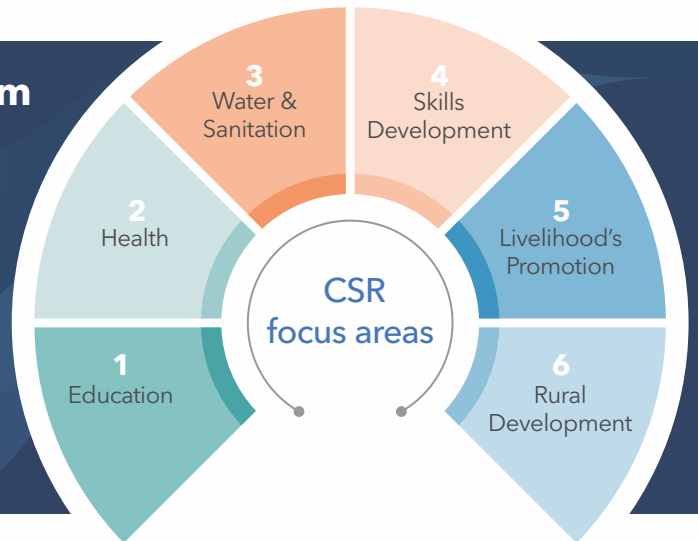 m
3
Water &
Sanitation
4
Skills
Development
2
Health
5
Livelihood's
Promotion
CSR
focus areas
1
Education
6
Rural
Development